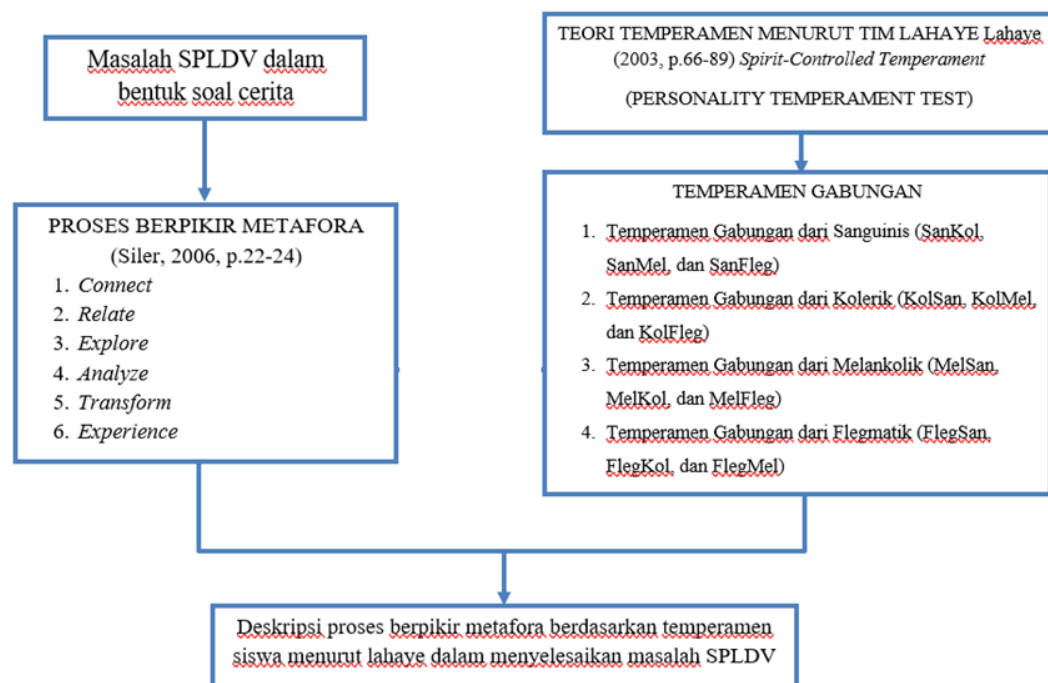 Masalah SPLDV dalam
bentuk soal cerita
PROSES BERPIKIR METAFORA
(Siler, 2006, p.22-24)
1. Connect
2. Relate
3. Explore
4. Analyze
5. Transform
6. Experience
TEORI TEMPERAMEN MENURUT TIM LAHAYE Lahaye
(2003, p.66-89) Spirit-Controlled Temperament
(PERSONALITY TEMPERAMENT TEST)
TEMPERAMEN GABUNGAN
1. Temperamen Gabungan dari Sanguinis (SanKol,
SanMel, dan SanFleg)
2. Temperamen Gabungan dari Kolerik (KolSan, KolMel,
dan KolFleg)
3. Temperamen Gabungan dari Melankolik (MelSan,
MelKol, dan MelFleg)
4. Temperamen Gabungan dari Flegmatik (FlegSan,
FlegKol, dan FlegMel)
Deskripsi proses berpikir metafora berdasarkan temperamen
siswa menurut lahaye dalam menyelesaikan masalah SPLDV